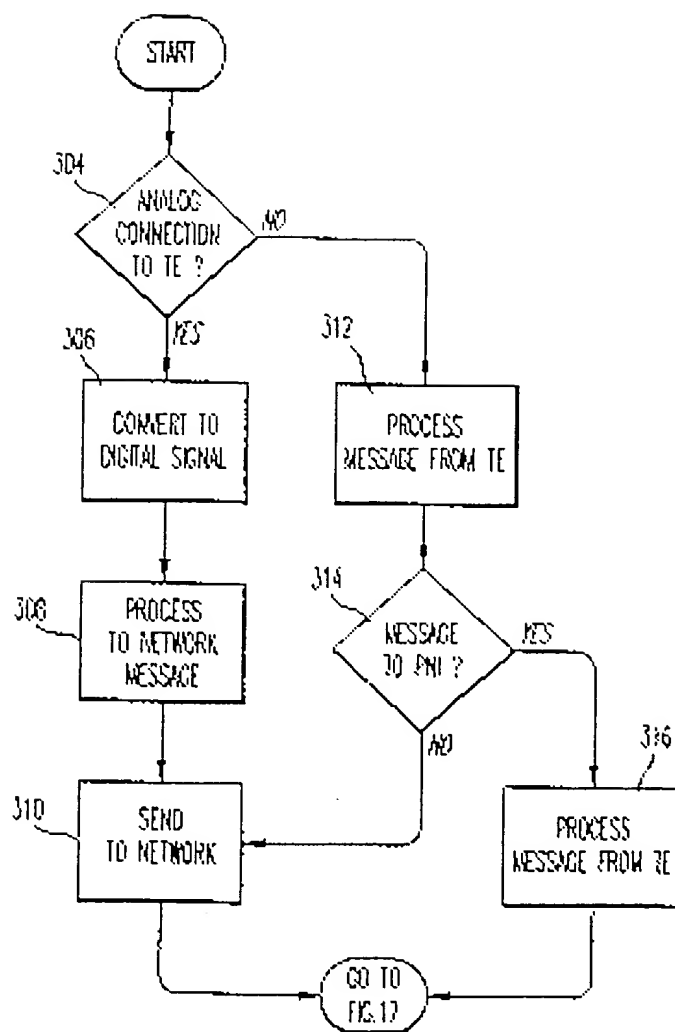 START
304
ANALOG
CONNECTION
TO TE ?
NO
YES
306
CONVERT TO
DIGITAL SIGNAL
312
PROCESS
MESSAGE FROM TE
308
PROCESS
TO NETWORK
MESSAGE
314
MESSAGE
TO PNI ?
YES
NO
310
SEND
TO NETWORK
316
PROCESS
MESSAGE FROM TE
GO TO
FIG.17